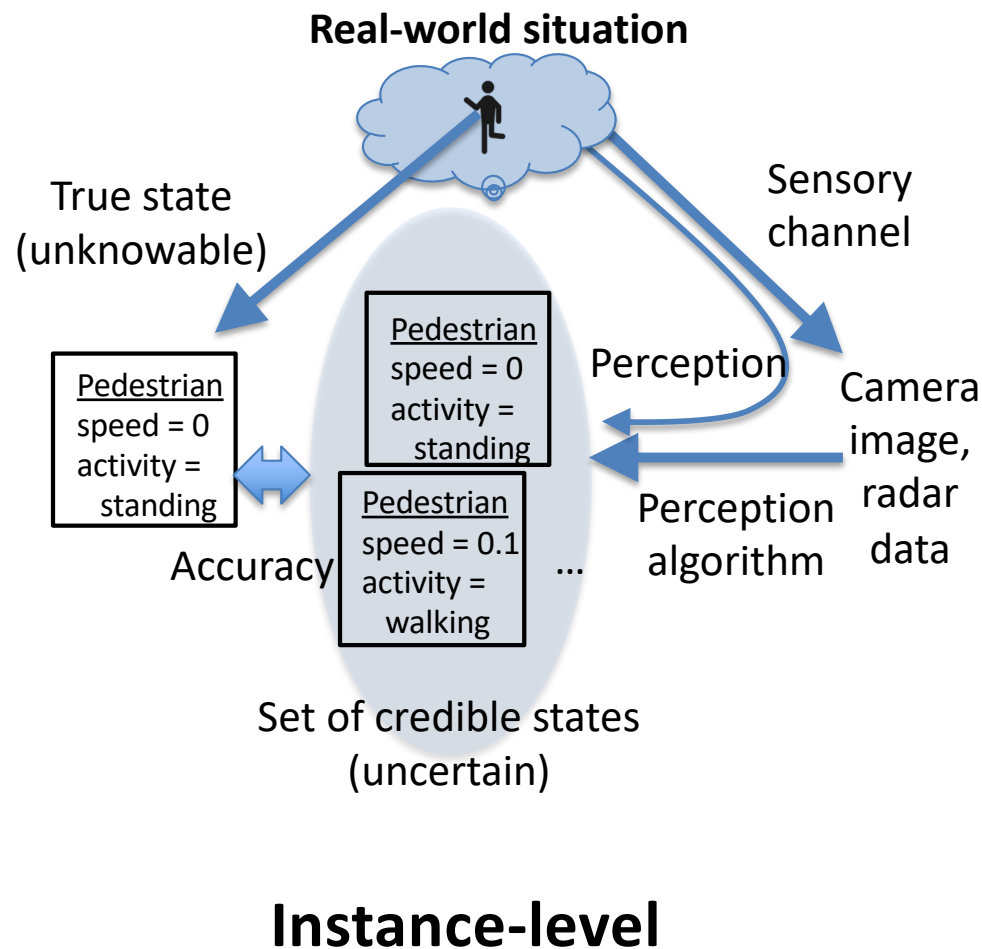 Real-world situation
True state
(unknowable)
Sensory
channel
Pedestrian
speed = 0
activity =
standing
Pedestrian
speed = 0
activity =
standing
Perception
Camera
image,
radar
data
Perception
algorithm
Accuracy
Pedestrian
speed = 0.1
activity =
walking
...
Set of credible states
(uncertain)
Instance-level